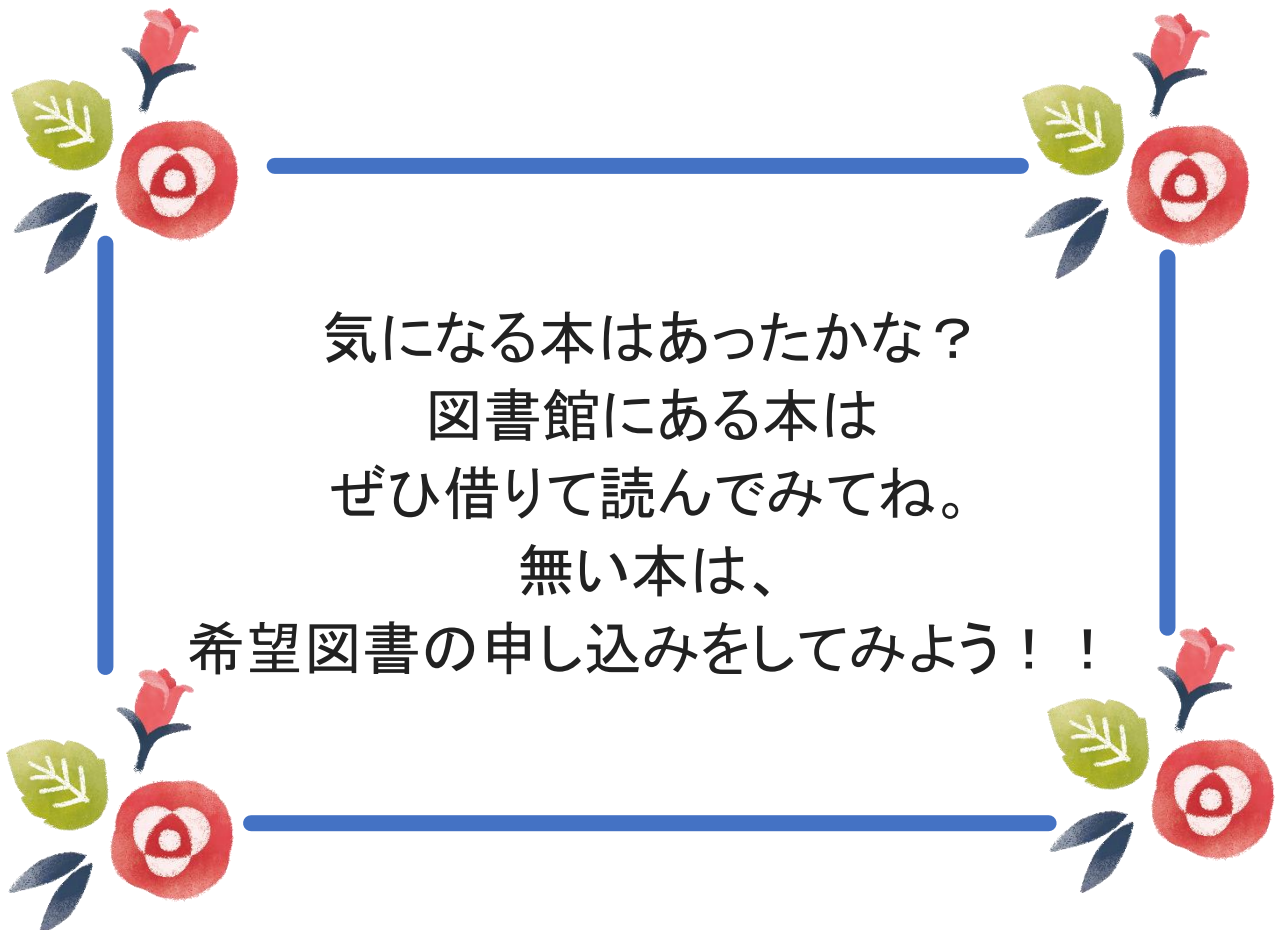 気になる本はあったかな？
図書館にある本は
ぜひ借りて読んでみてね。
無い本は、
希望図書の申し込みをしてみよう！！